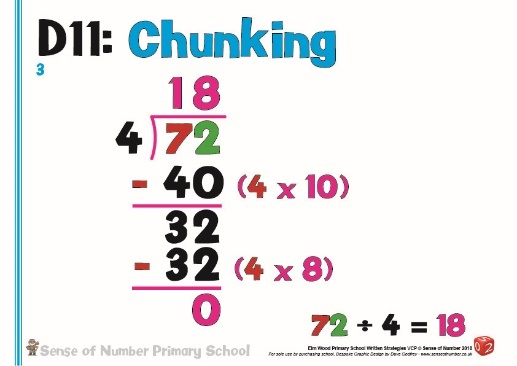 D11: Chunking
3
18
4 72
- 40 (4 x 10)
32
- 32 (4 x 8)
0
72 ÷ 4 = 18
Sense of Number Primary School
Elm Wood Primary School Written Strategies VCP © Sense of Number 2018
For sole use by purchasing school. Bespoke Graphic Design by Dave Godfrey - www.senseofnumber.co.uk